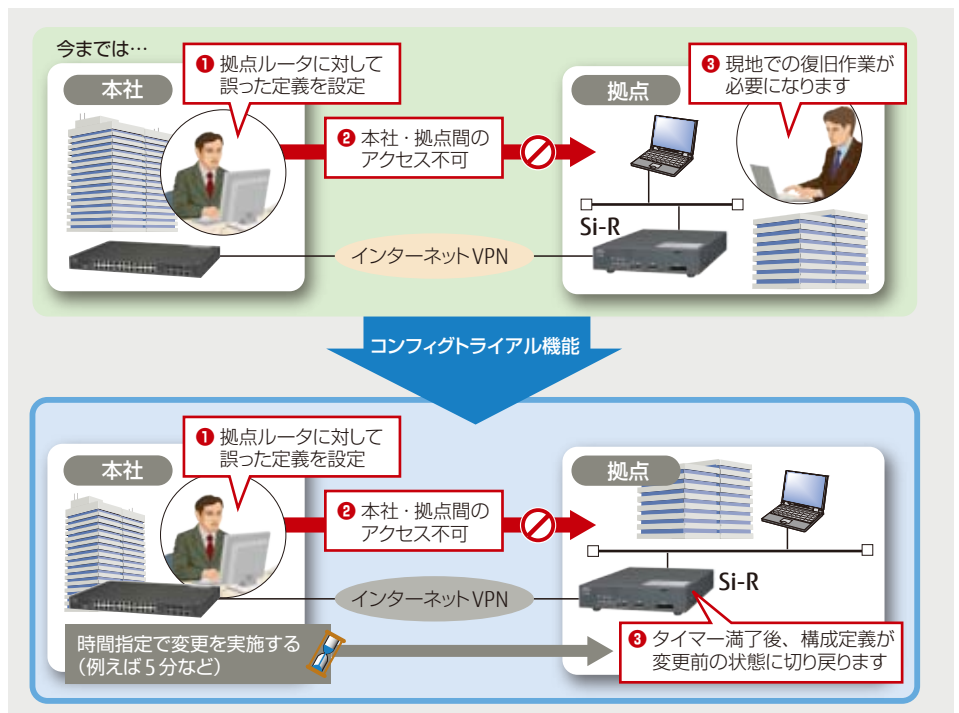 今までは…
本社
❶ 拠点ルータに対して
誤った定義を設定
❷ 本社・拠点間の
アクセス不可
拠点
❸ 現地での復旧作業が
必要になります
Si-R
インターネットVPN
コンフィグトライアル機能
本社
❶ 拠点ルータに対して
誤った定義を設定
❷ 本社・拠点間の
アクセス不可
拠点
インターネットVPN
Si-R
時間指定で変更を実施する
（例えば5分など）
❸ タイマー満了後、構成定義が
変更前の状態に切り戻ります